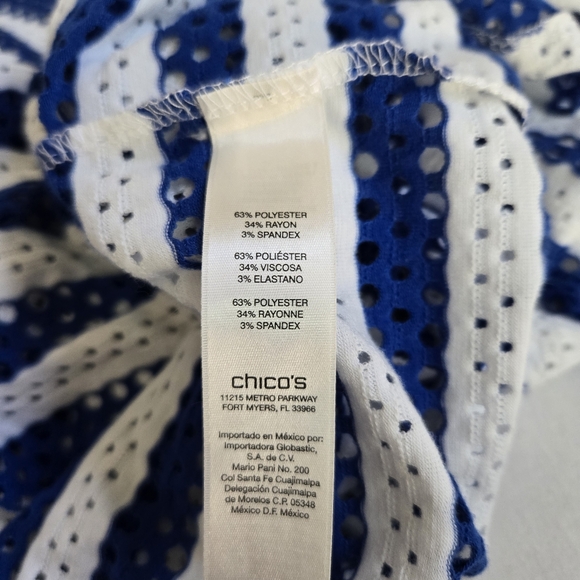 63% POLYESTER
34% RAYON
3% SPANDEX
63% POLIÉSTER
34% VISCOSA
3% ELASTANO
63% POLYESTER
34% RAYONNE
3% SPANDEX
chico's
11215 METRO PARKWAY
FORT MYERS, FL 33966
Importado en México por:
Importadora Globastic,
S.A. de C.V.
Mario Pani No. 200
Col Santa Fe Cuajimalpa
Delegación Cuajimalpa
de Morelos C.P. 05348
México D.F. México